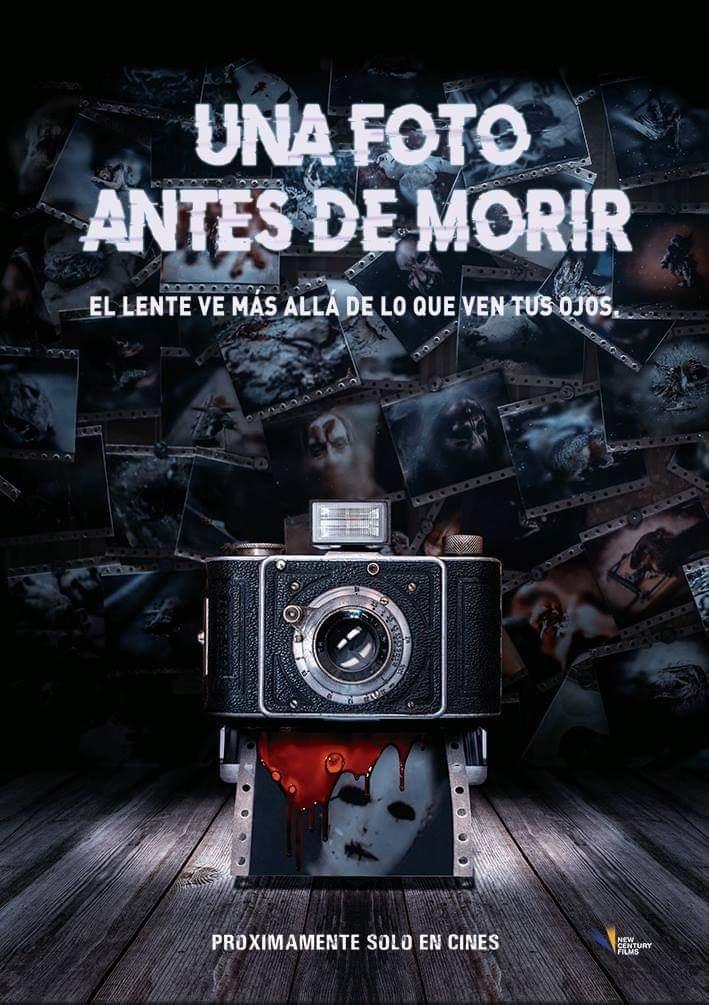 UNA FOTO
ANTES DE MORIR
EL LENTE VE MÁS ALLÁ DE LO QUE VEN TUS OJOS.
PROXIMAMENTE SOLO EN CINES
NEW
CENTURY
FILMS